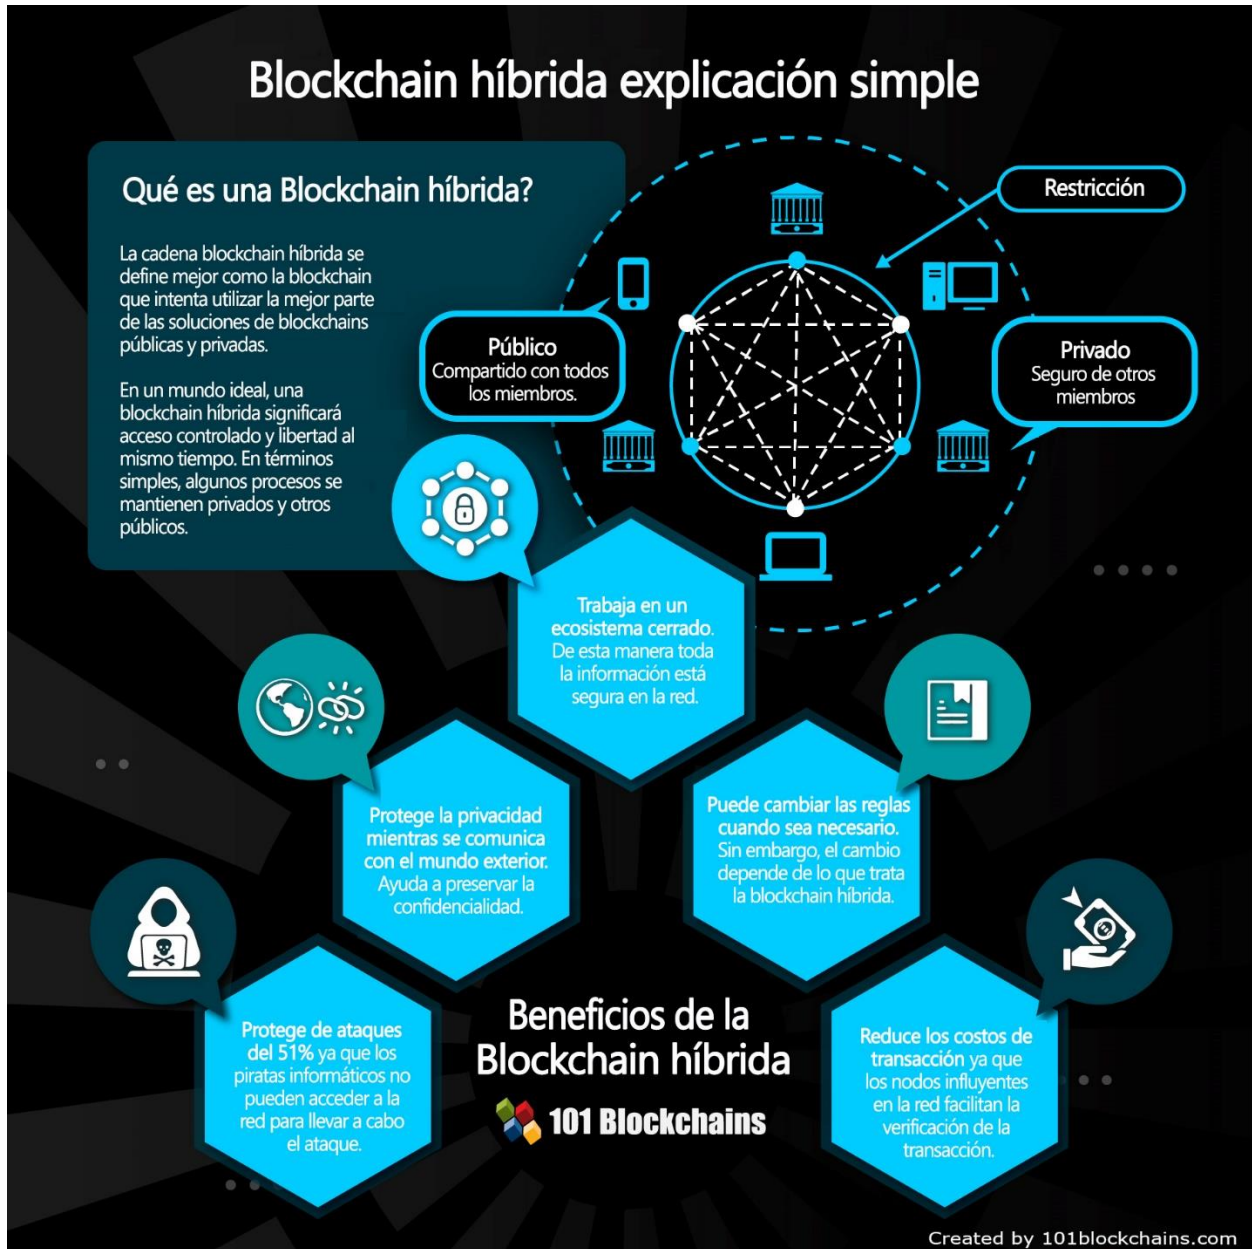 Blockchain híbrida explicación simple
Qué es una Blockchain híbrida?
La cadena blockchain híbrida se
define mejor como la blockchain
que intenta utilizar la mejor parte
de las soluciones de blockchains
públicas y privadas.
En un mundo ideal, una
blockchain híbrida significará
acceso controlado y libertad al
mismo tiempo. En términos
simples, algunos procesos se
mantienen privados y otros
públicos.
Restricción
Público
Compartido con todos
los miembros.
Privado
Seguro de otros
miembros
Trabaja en un
ecosistema cerrado.
De esta manera toda
la información está
segura en la red.
Protege la privacidad
mientras se comunica
con el mundo exterior.
Ayuda a preservar la
confidencialidad.
Puede cambiar las reglas
cuando sea necesario.
Sin embargo, el cambio
depende de lo que trata
la blockchain híbrida.
Protege de ataques
del 51% ya que los
piratas informáticos no
pueden acceder a la
red para llevar a cabo
el ataque.
Beneficios de la
Blockchain híbrida
101 Blockchains
Reduce los costos de
transacción ya que
los nodos influyentes
en la red facilitan la
verificación de la
transacción.
Created by 101blockchains.com